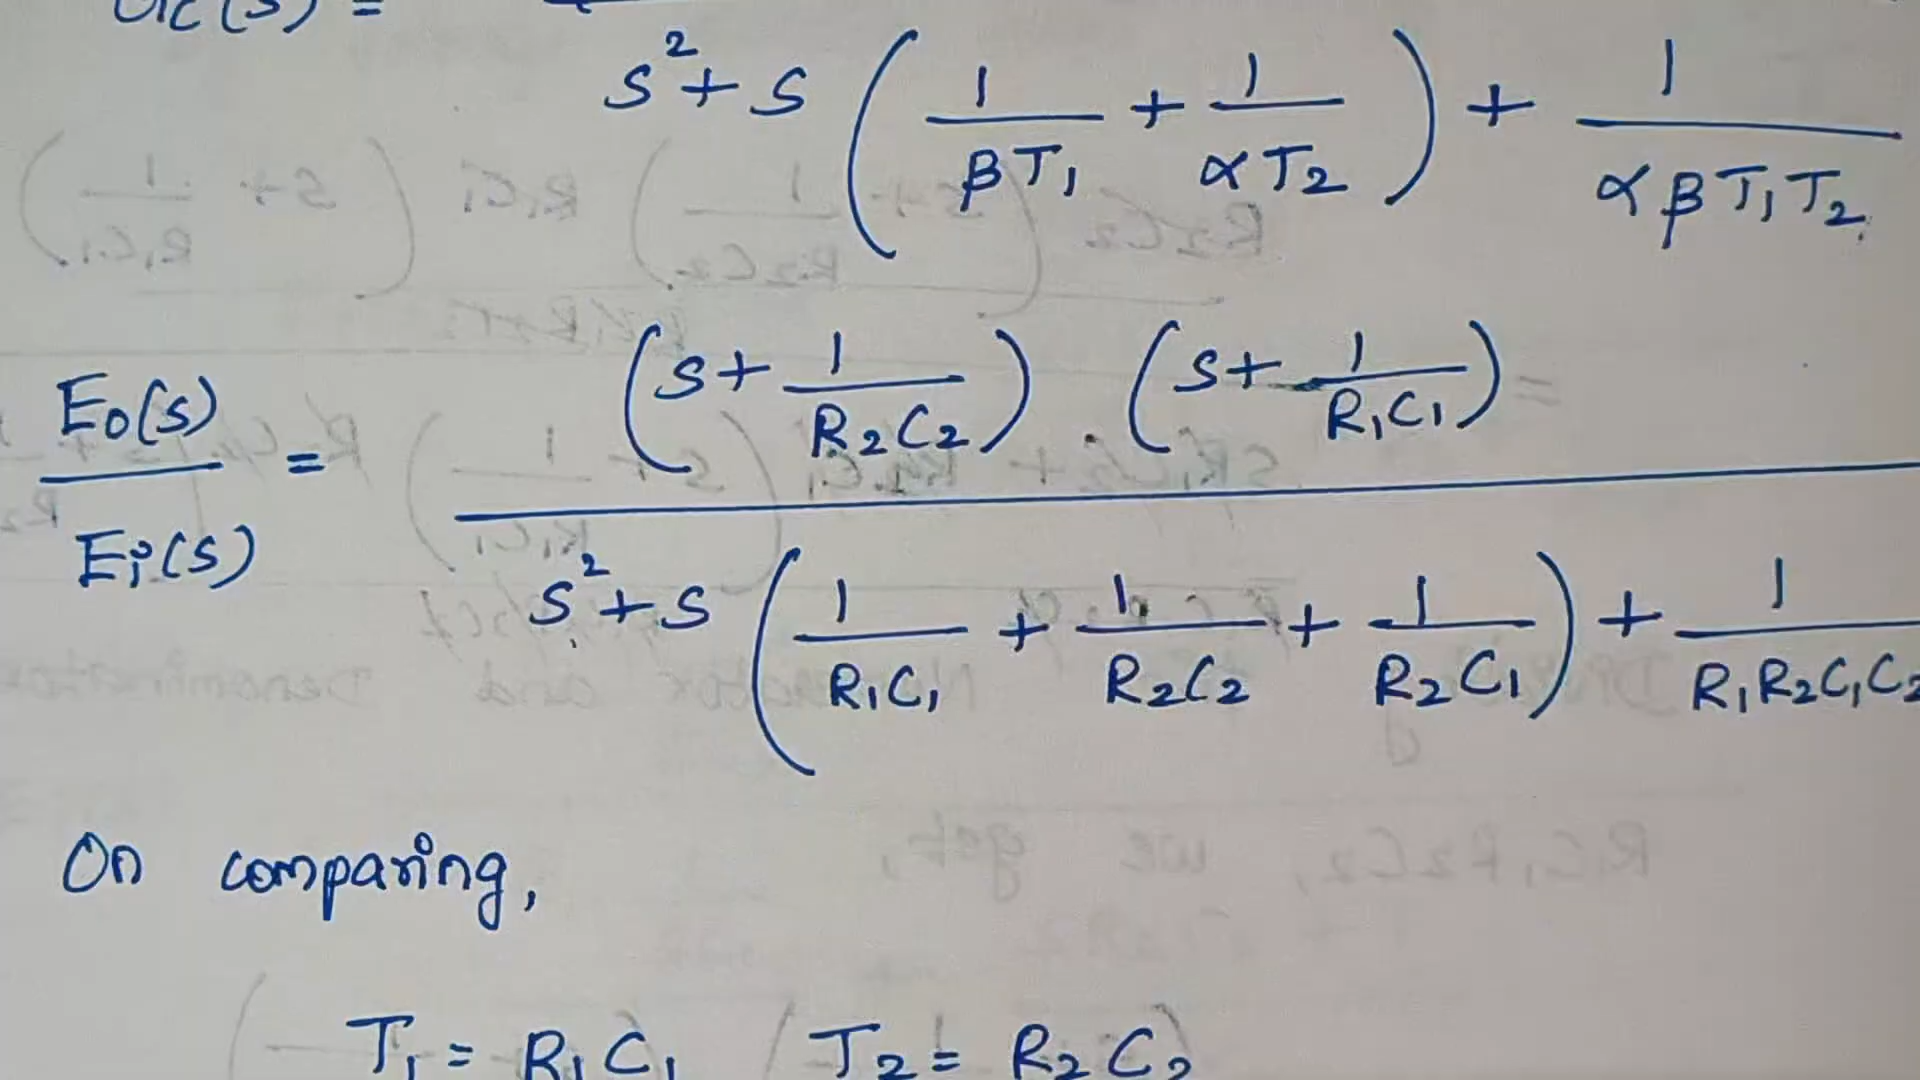 Gc(s) =
s² + s ( 1/βT₁ + 1/αT₂ ) + 1/αβT₁T₂
E₀(s)/Eᵢ(s) = (s + 1/R₂C₂) . (s + 1/R₁C₁) / s² + s ( 1/R₁C₁ + 1/R₂C₂ + 1/R₂C₁ ) + 1/R₁R₂C₁C₂
On comparing,
T₁ = R₁C₁ T₂ = R₂C₂